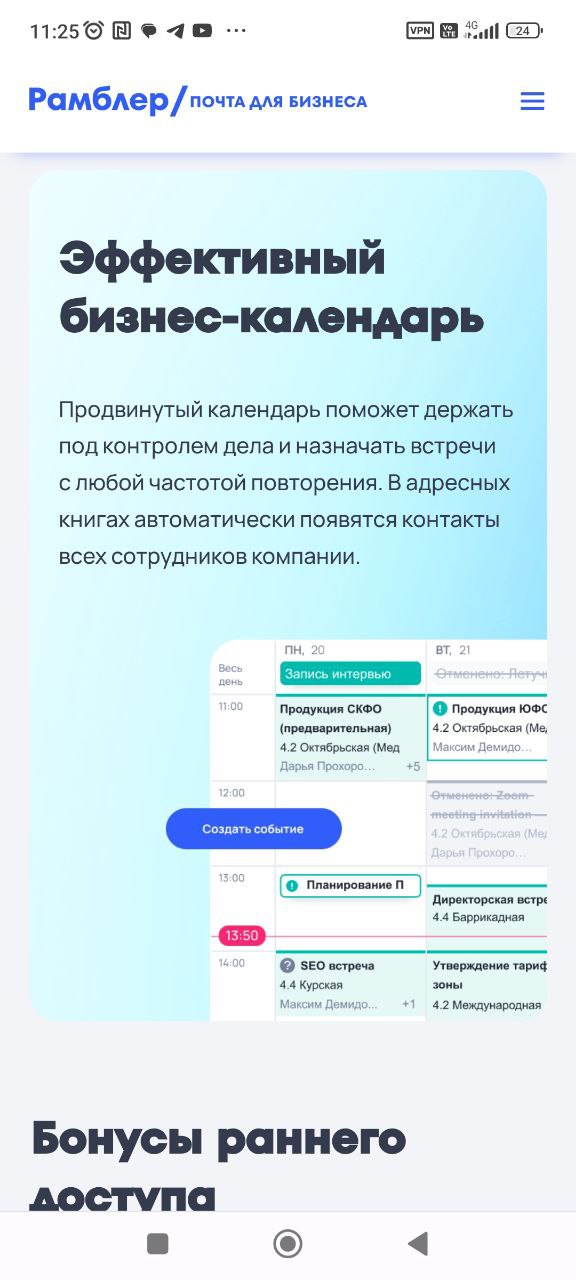 11:25
VPN
Vo LTE
4G
24
Рамблер/ПОЧТА ДЛЯ БИЗНЕСА
Эффективный
бизнес-календарь
Продвинутый календарь поможет держать
под контролем дела и назначать встречи
с любой частотой повторения. В адресных
книгах автоматически появятся контакты
всех сотрудников компании.
ПН, 20
ВТ, 21
Весь
день
Запись интервью
Отменено: Летуч
11:00
Продукция СКФО
(предварительная)
4.2 Октябрьская (Мед
Дарья Прохоро... +5
Продукция ЮФО
4.2 Октябрьская (Мед
Максим Демидо...
12:00
Отменено: Zoom
meeting invitation —
4.2 Октябрьская (Мед
Дарья Прохоро...
Создать событие
13:00
Планирование П
Директорская встре
4.4 Баррикадная
13:50
14:00
SEO встреча
4.4 Курская
Максим Демидо... +1
Утверждение тариф
зоны
4.2 Международная
Бонусы раннего
доступа